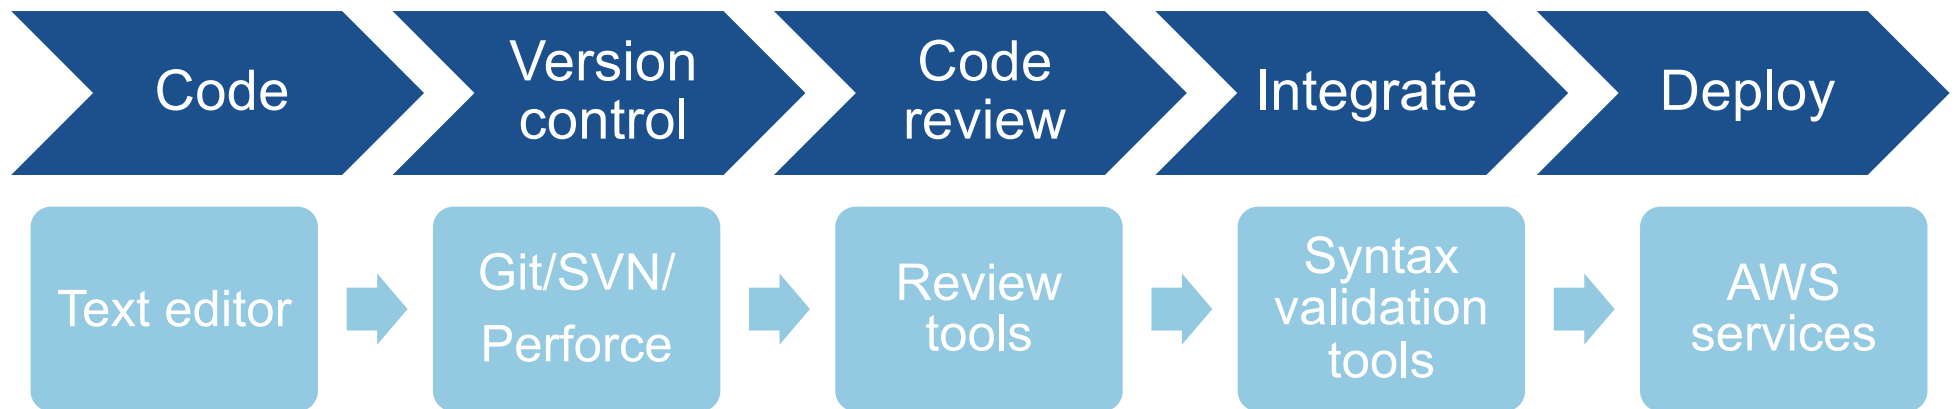 Code
Version
control
Code
review
Integrate
Deploy
Text editor
Git/SVN/
Perforce
Review
tools
Syntax
validation
tools
AWS
services